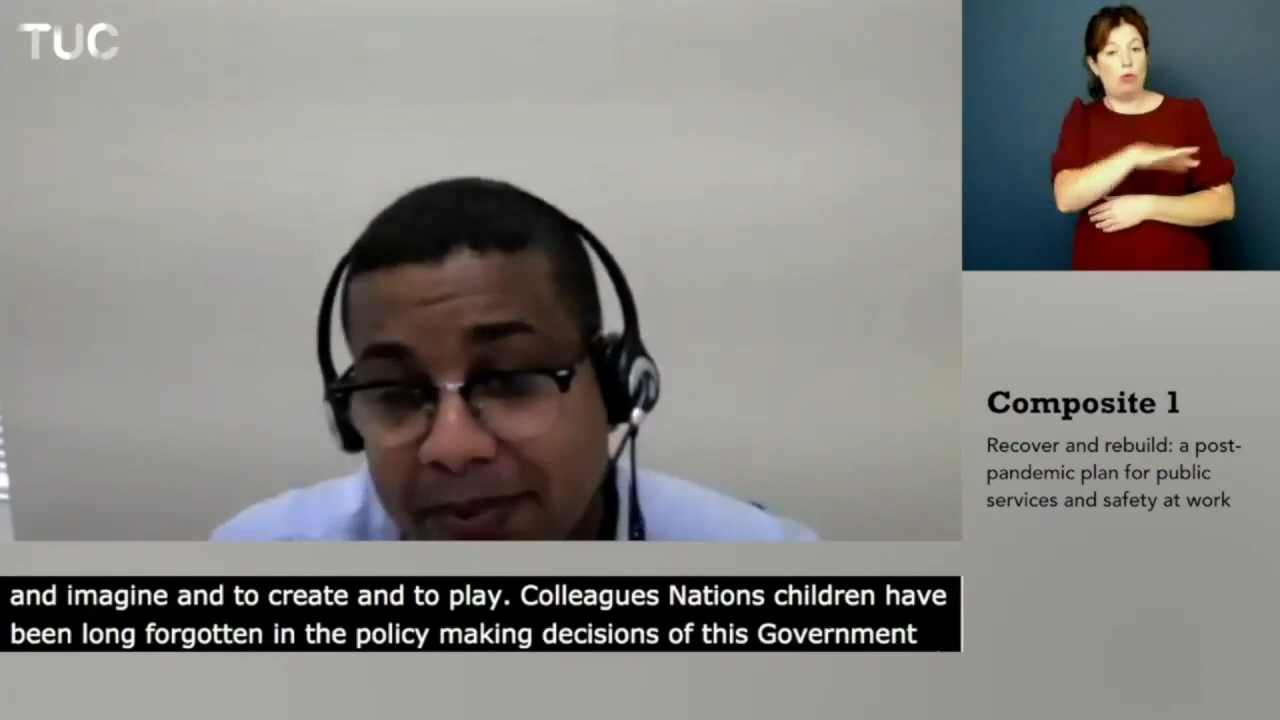 TUC
Composite 1
Recover and rebuild: a post-
pandemic plan for public
services and safety at work
and imagine and to create and to play. Colleagues Nations children have
been long forgotten in the policy making decisions of this Government